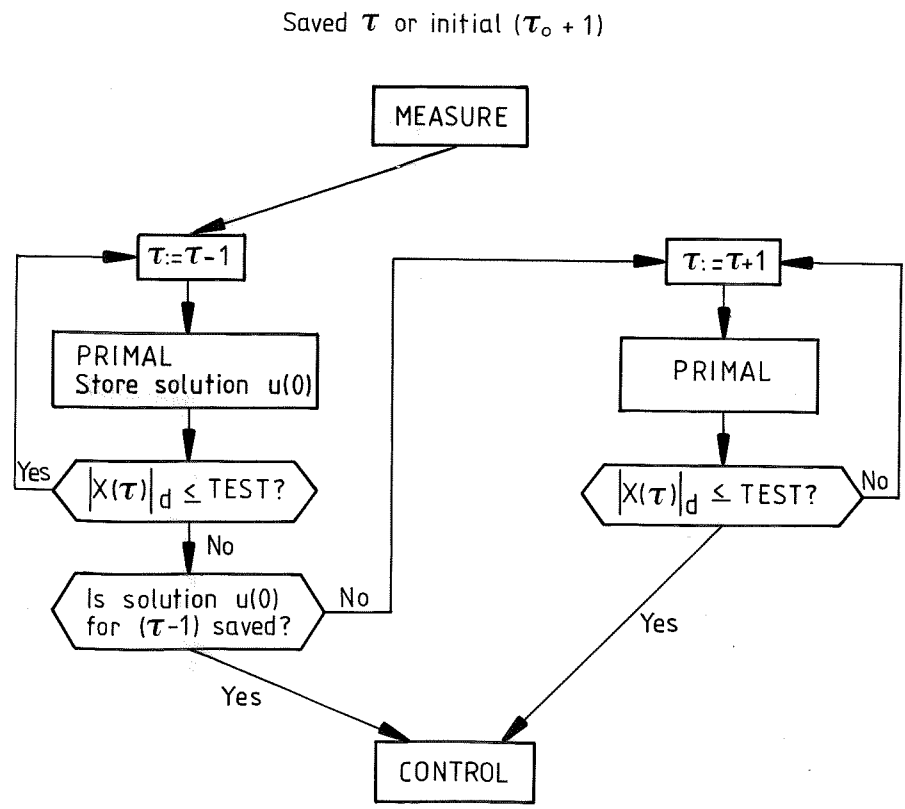 Saved τ or initial (τ₀ + 1)
MEASURE
τ:=τ-1
PRIMAL
Store solution u(0)
Yes
|X(τ)|d ≤ TEST?
No
Is solution u(0)
for (τ-1) saved?
No
Yes
τ:=τ+1
PRIMAL
|X(τ)|d ≤ TEST?
No
Yes
CONTROL